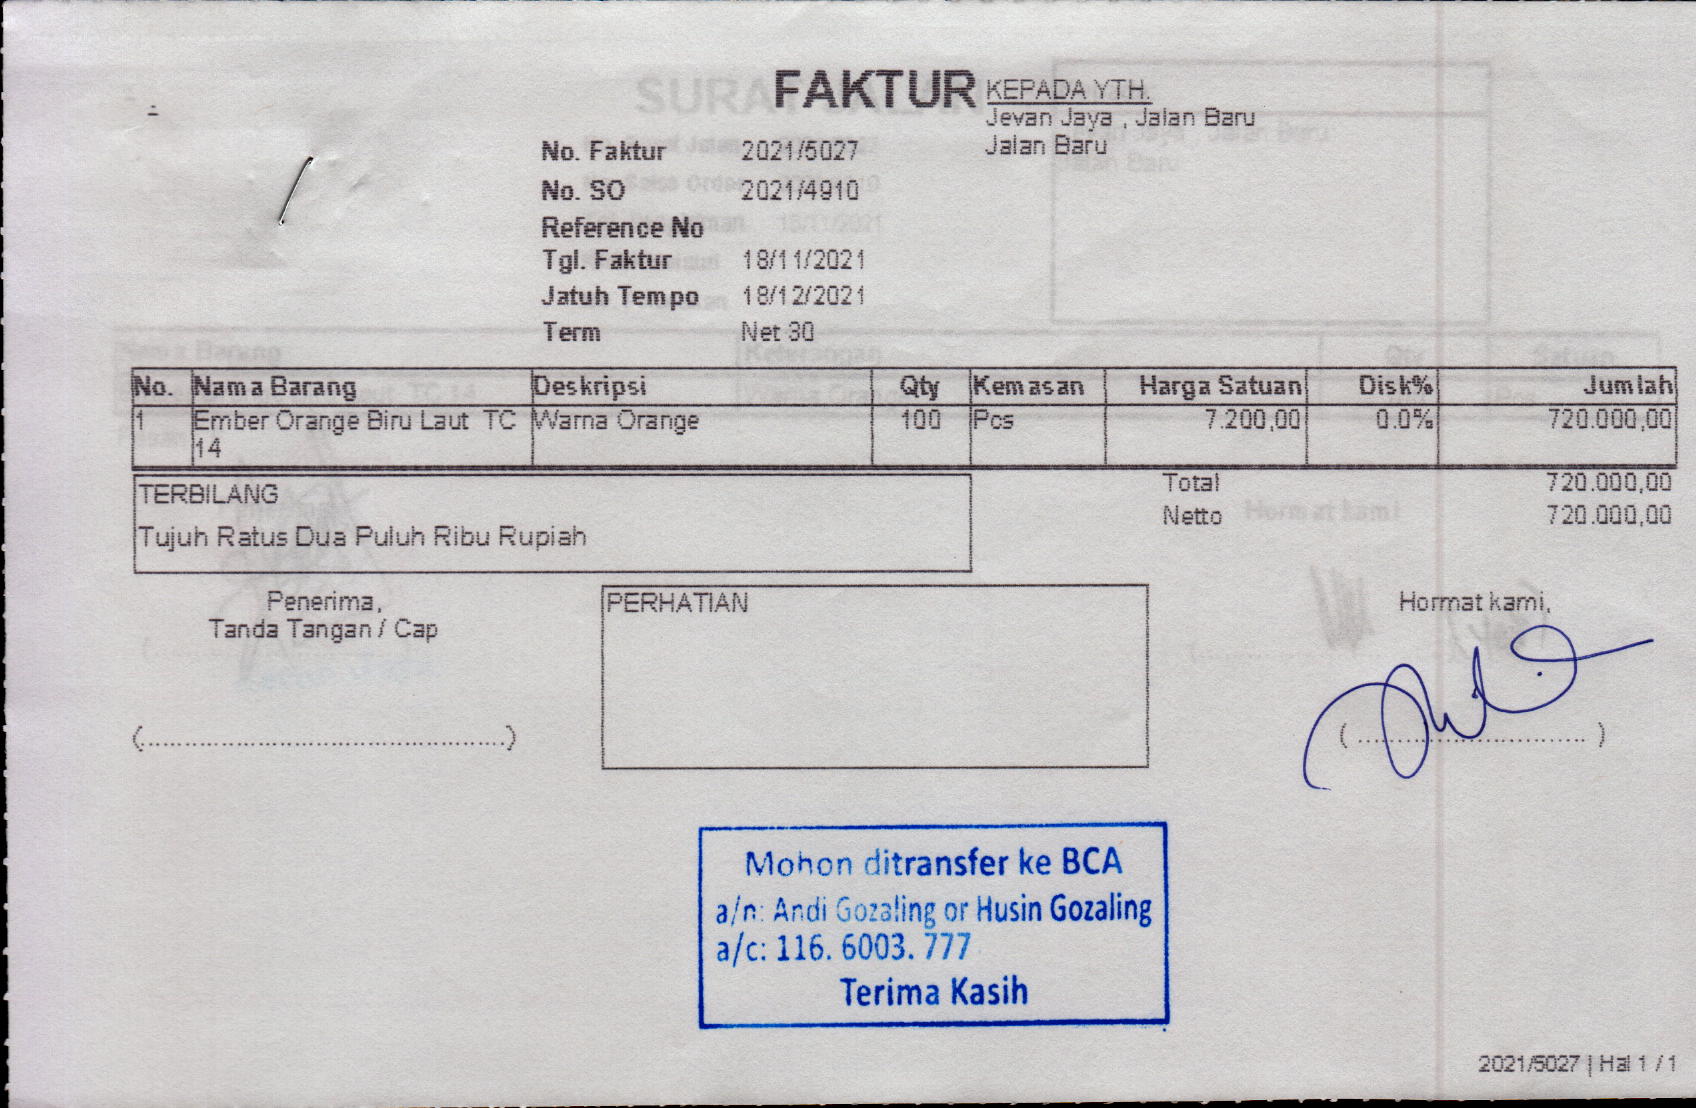 FAKTUR
KEPADA YTH.
Jevan Jaya , Jalan Baru
Jalan Baru
No. Faktur 2021/5027
No. SO 2021/4910
Reference No
Tgl. Faktur 18/11/2021
Jatuh Tempo 18/12/2021
Term Net 30
No. Nama Barang Deskripsi Qty Kemasan Harga Satuan Disk% Jumlah
1 Ember Orange Biru Laut TC Warna Orange 100 Pcs 7.200,00 0.0% 720.000,00
14
TERBILANG
Tujuh Ratus Dua Puluh Ribu Rupiah
Total 720.000,00
Netto 720.000,00
Penerima,
Tanda Tangan / Cap
PERHATIAN
Hormat kami,
(..................................................)
( ................................ )
Mohon ditransfer ke BCA
a/n: Andi Gozaling or Husin Gozaling
a/c: 116. 6003. 777
Terima Kasih
2021/5027 | Hal 1 / 1